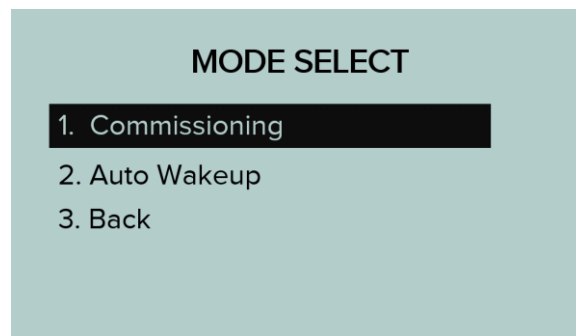 MODE SELECT
1. Commissioning
2. Auto Wakeup
3. Back